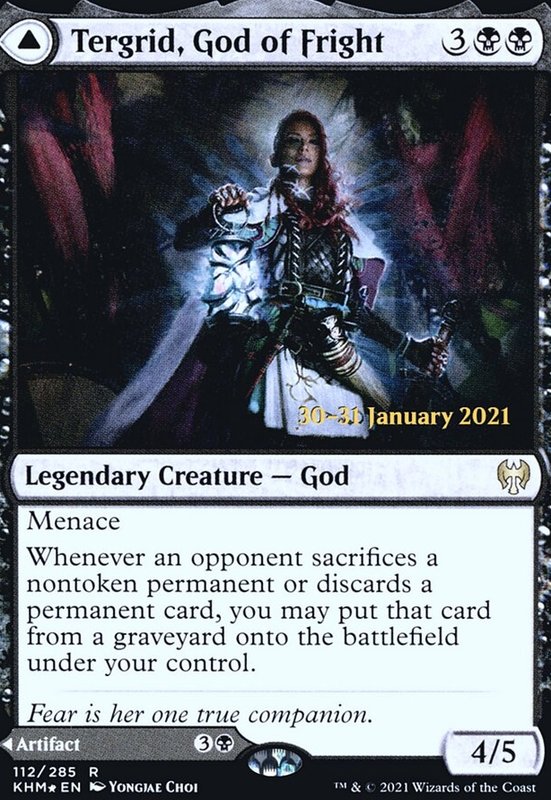 Tergrid, God of Fright 3
30–31 January 2021
Legendary Creature — God
Menace
Whenever an opponent sacrifices a
nontoken permanent or discards a
permanent card, you may put that card
from a graveyard onto the battlefield
under your control.
Fear is her one true companion.
Artifact 3
4/5
112/285 R
KHM★EN Yongjae Choi
™ & © 2021 Wizards of the Coast